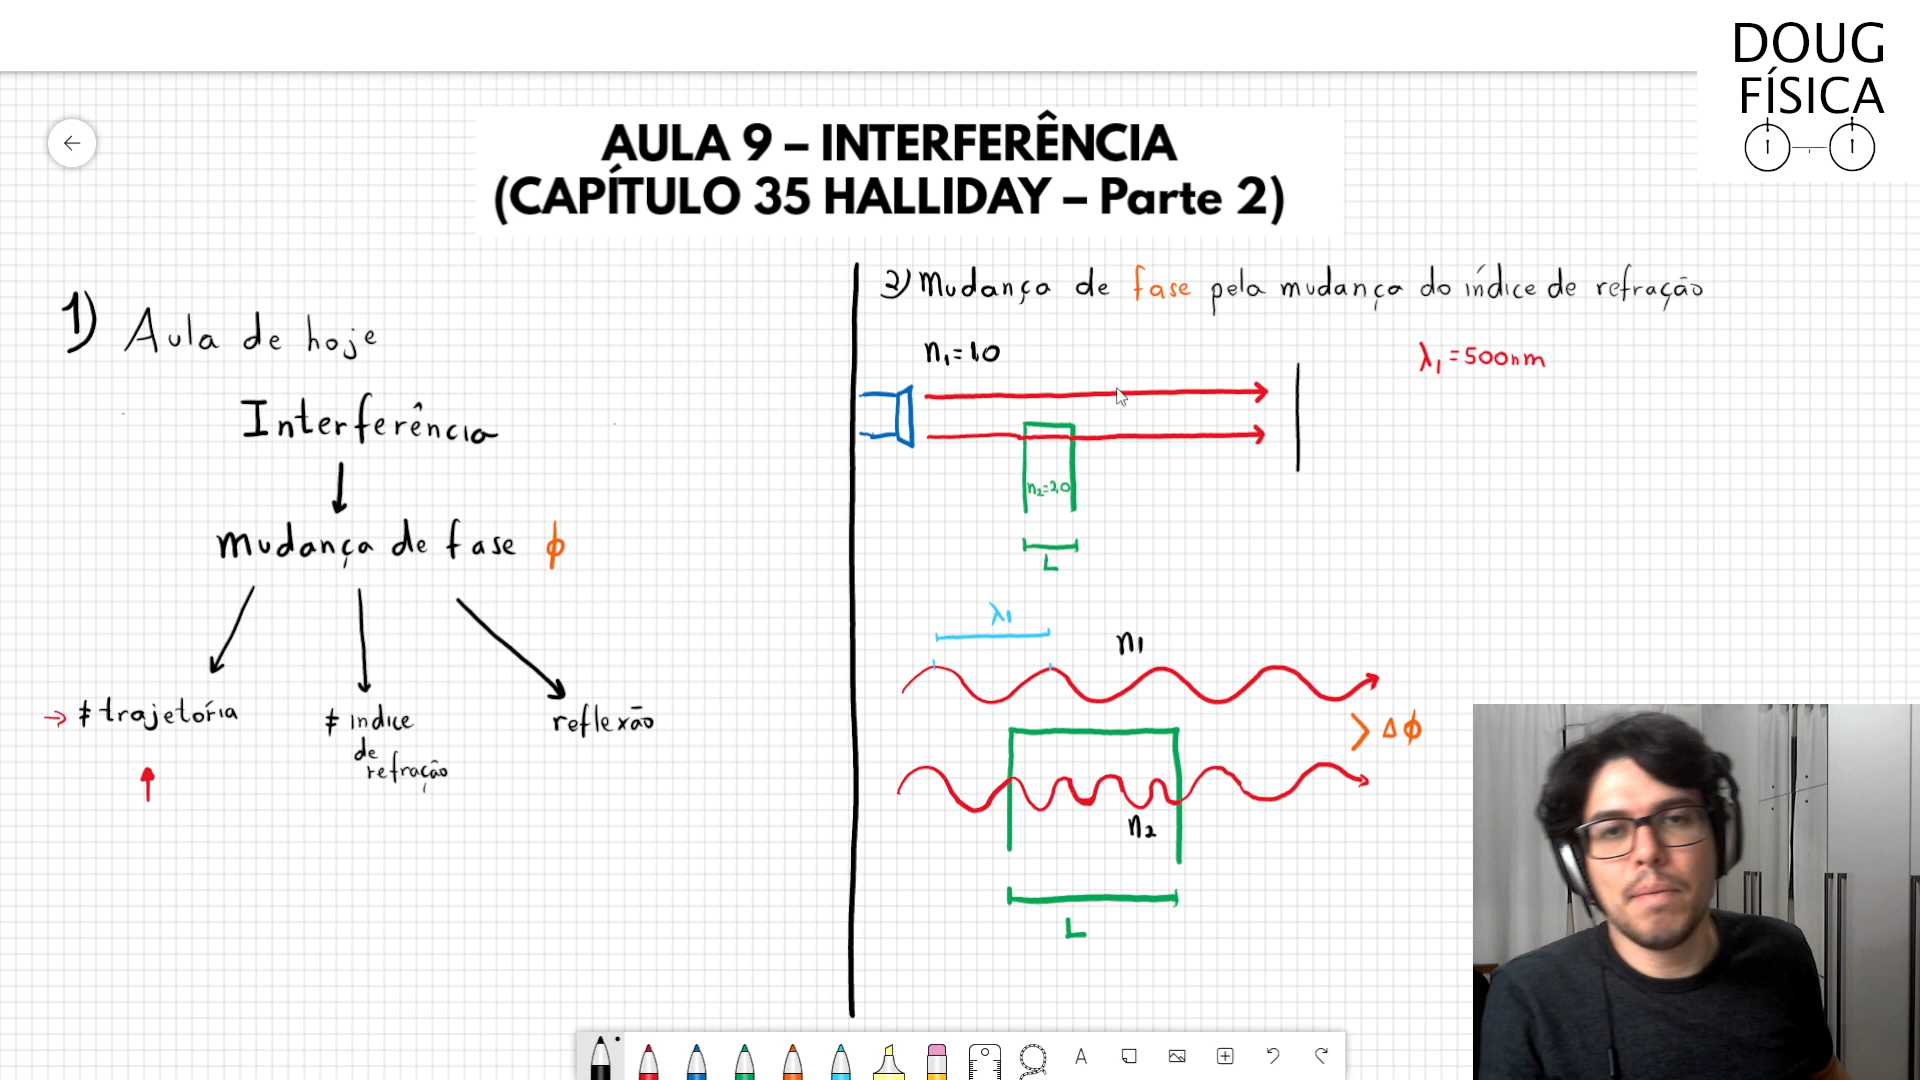 DOUG
FÍSICA
AULA 9 – INTERFERÊNCIA
(CAPÍTULO 35 HALLIDAY – Parte 2)
1) Aula de hoje
Interferência
Mudança de fase ϕ
→ ≠ trajetória
≠ índice
de
refração
reflexão
2) Mudança de fase pela mudança do índice de refração
n₁=1,0
λ₁=500nm
n₂=2,0
L
λ₁
n₁
> Δϕ
n₂
L
A